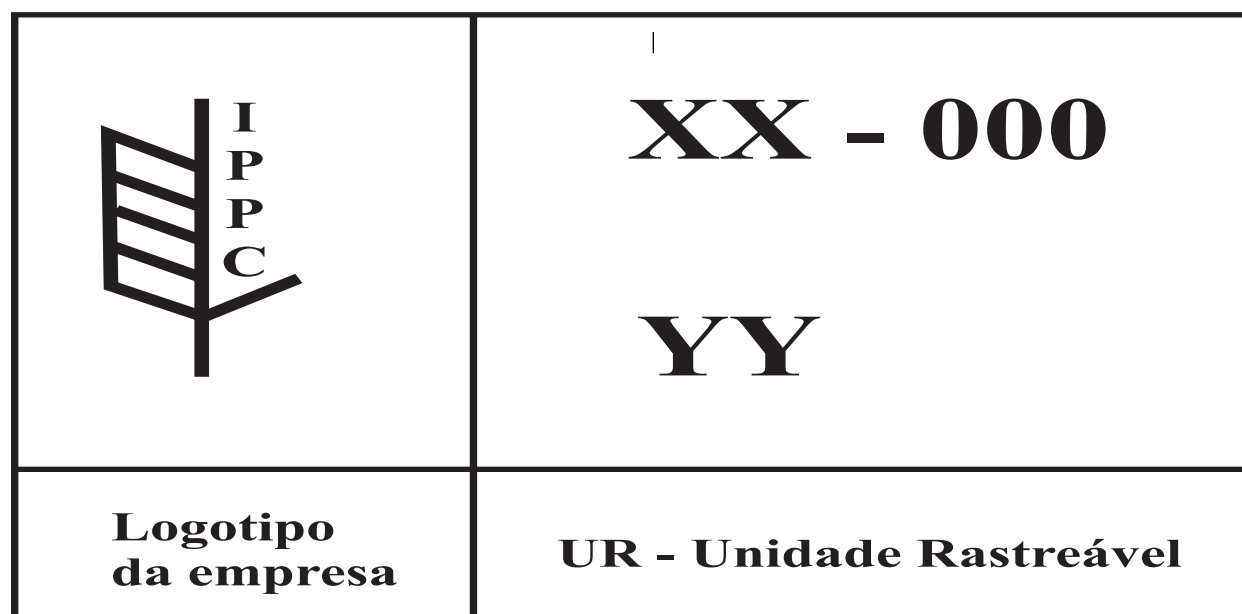 I
P
P
C
XX - 000
YY
Logotipo
da empresa
UR - Unidade Rastreável